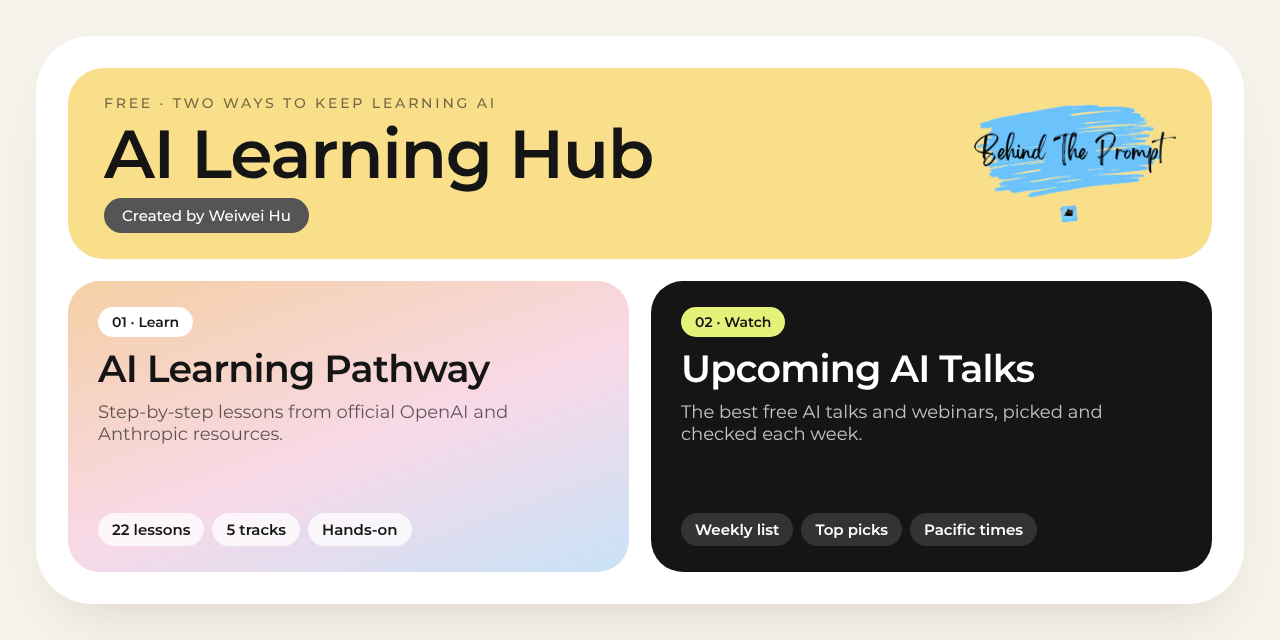 FREE · TWO WAYS TO KEEP LEARNING AI
AI Learning Hub
Created by Weiwei Hu
Behind The Prompt
01 · Learn
AI Learning Pathway
Step-by-step lessons from official OpenAI and
Anthropic resources.
22 lessons
5 tracks
Hands-on
02 · Watch
Upcoming AI Talks
The best free AI talks and webinars, picked and
checked each week.
Weekly list
Top picks
Pacific times